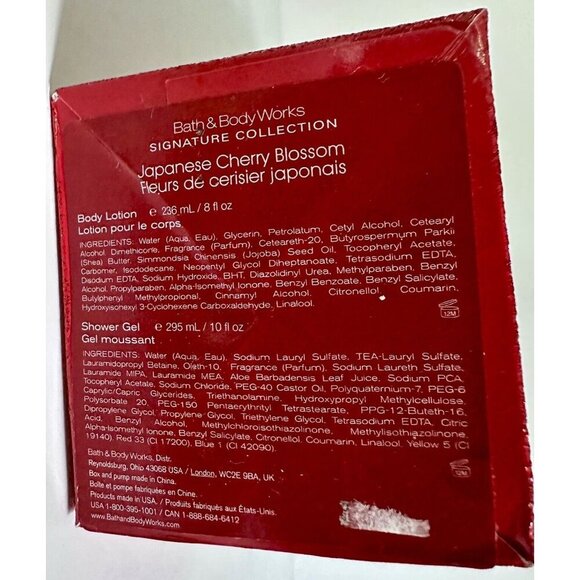 Bath & Body Works
SIGNATURE COLLECTION
Japanese Cherry Blossom
Fleurs de cerisier japonais
Body Lotion e 236 mL / 8 fl oz
Lotion pour le corps
INGREDIENTS: Water (Aqua, Eau), Glycerin, Petrolatum, Cetyl Alcohol, Cetearyl
Alcohol Dimethicone, Fragrance (Parfum), Ceteareth-20, Butyrospermum Parkii
(Shea) Butter, Simmondsia Chinensis (Jojoba) Seed Oil, Tocopheryl Acetate,
Carbomer, Isododecane, Neopentyl Glycol Diheptanoate, Tetrasodium EDTA,
Disodium EDTA, Sodium Hydroxide, BHT, Diazolidinyl Urea, Methylparaben, Benzyl
Alcohol, Propylparaben, Alpha-Isomethyl Ionone, Benzyl Benzoate, Benzyl Salicylate,
Butylphenyl Methylpropional, Cinnamyl Alcohol, Citronellol Coumarin,
Hydroxyisohexyl 3-Cyclohexene Carboxaldehyde, Linalool.
12M
Shower Gel e 295 mL / 10 fl oz
Gel moussant
INGREDIENTS: Water (Aqua, Eau), Sodium Lauryl Sulfate, TEA-Lauryl Sulfate,
Lauramidopropyl Betane, Oleth-10, Fragrance (Parfum), Sodium Laureth Sulfate,
Lauramide MIPA, Lauramide MEA, Aloe Barbadensis Leaf Juice, Sodium PCA,
Tocopheryl Acetate, Sodium Chloride, PEG-40 Castor Oil, Polyquaternium-7, PEG-6
Caprylic/Capric Glycerides, Triethanolamine, Hydroxypropyl Methylcellulose,
Polysorbate 20, PEG-150 Pentaerythrityl Tetrastearate, PPG-12-Buteth-16,
Dipropylene Glycol, Propylene Glycol, Triethylene Glycol, Tetrasodium EDTA, Citric
Acid, Benzyl Alcohol, Methylchloroisothiazolinone, Methylisothiazolinone,
Alpha-Isomethyl Ionone, Benzyl Salicylate, Citronellol, Coumarin, Linalool, Yellow 5 (CI
19140), Red 33 (CI 17200), Blue 1 (CI 42090).
12M
Bath & Body Works, Distr.
Reynoldsburg, Ohio 43068 USA / London, WC2E 9BA, UK
Box and pump made in China.
Boîte et pompe fabriquées en Chine.
Products made in USA. / Produits fabriqués aux États-Unis.
USA 1-800-395-1001 / CAN 1-888-684-6412
www.BathandBodyWorks.com